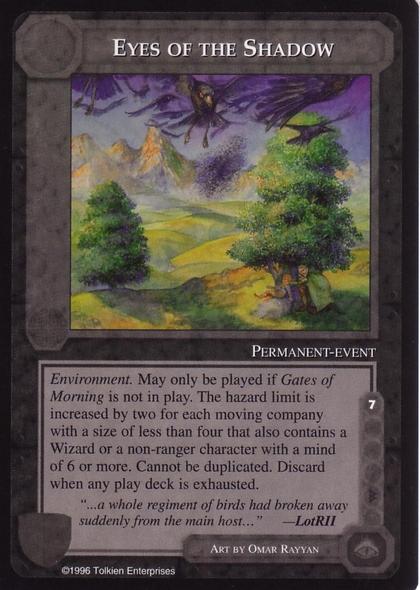 EYES OF THE SHADOW
PERMANENT-EVENT
Environment. May only be played if Gates of
Morning is not in play. The hazard limit is
increased by two for each moving company
with a size of less than four that also contains a
Wizard or a non-ranger character with a mind
of 6 or more. Cannot be duplicated. Discard
when any play deck is exhausted.
7
"...a whole regiment of birds had broken away
suddenly from the main host..." —LotRII
ART BY OMAR RAYYAN
©1996 Tolkien Enterprises